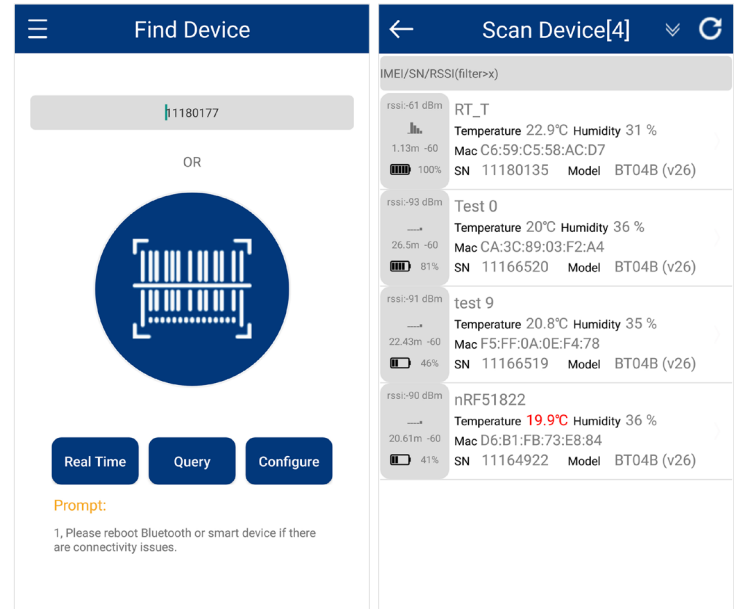 Find Device
11180177
OR
Real Time
Query
Configure
Prompt:
1, Please reboot Bluetooth or smart device if there
are connectivity issues.
Scan Device[4]
IMEI/SN/RSSI(filter>x)
rssi:-61 dBm
1.13m -60
100%
RT_T
Temperature 22.9℃ Humidity 31 %
Mac C6:59:C5:58:AC:D7
SN 11180135 Model BT04B (v26)
rssi:-93 dBm
26.5m -60
81%
Test 0
Temperature 20℃ Humidity 36 %
Mac CA:3C:89:03:F2:A4
SN 11166520 Model BT04B (v26)
rssi:-91 dBm
22.43m -60
46%
test 9
Temperature 20.8℃ Humidity 35 %
Mac F5:FF:0A:0E:F4:78
SN 11166519 Model BT04B (v26)
rssi:-90 dBm
20.61m -60
41%
nRF51822
Temperature 19.9℃ Humidity 36 %
Mac D6:B1:FB:73:E8:84
SN 11164922 Model BT04B (v26)